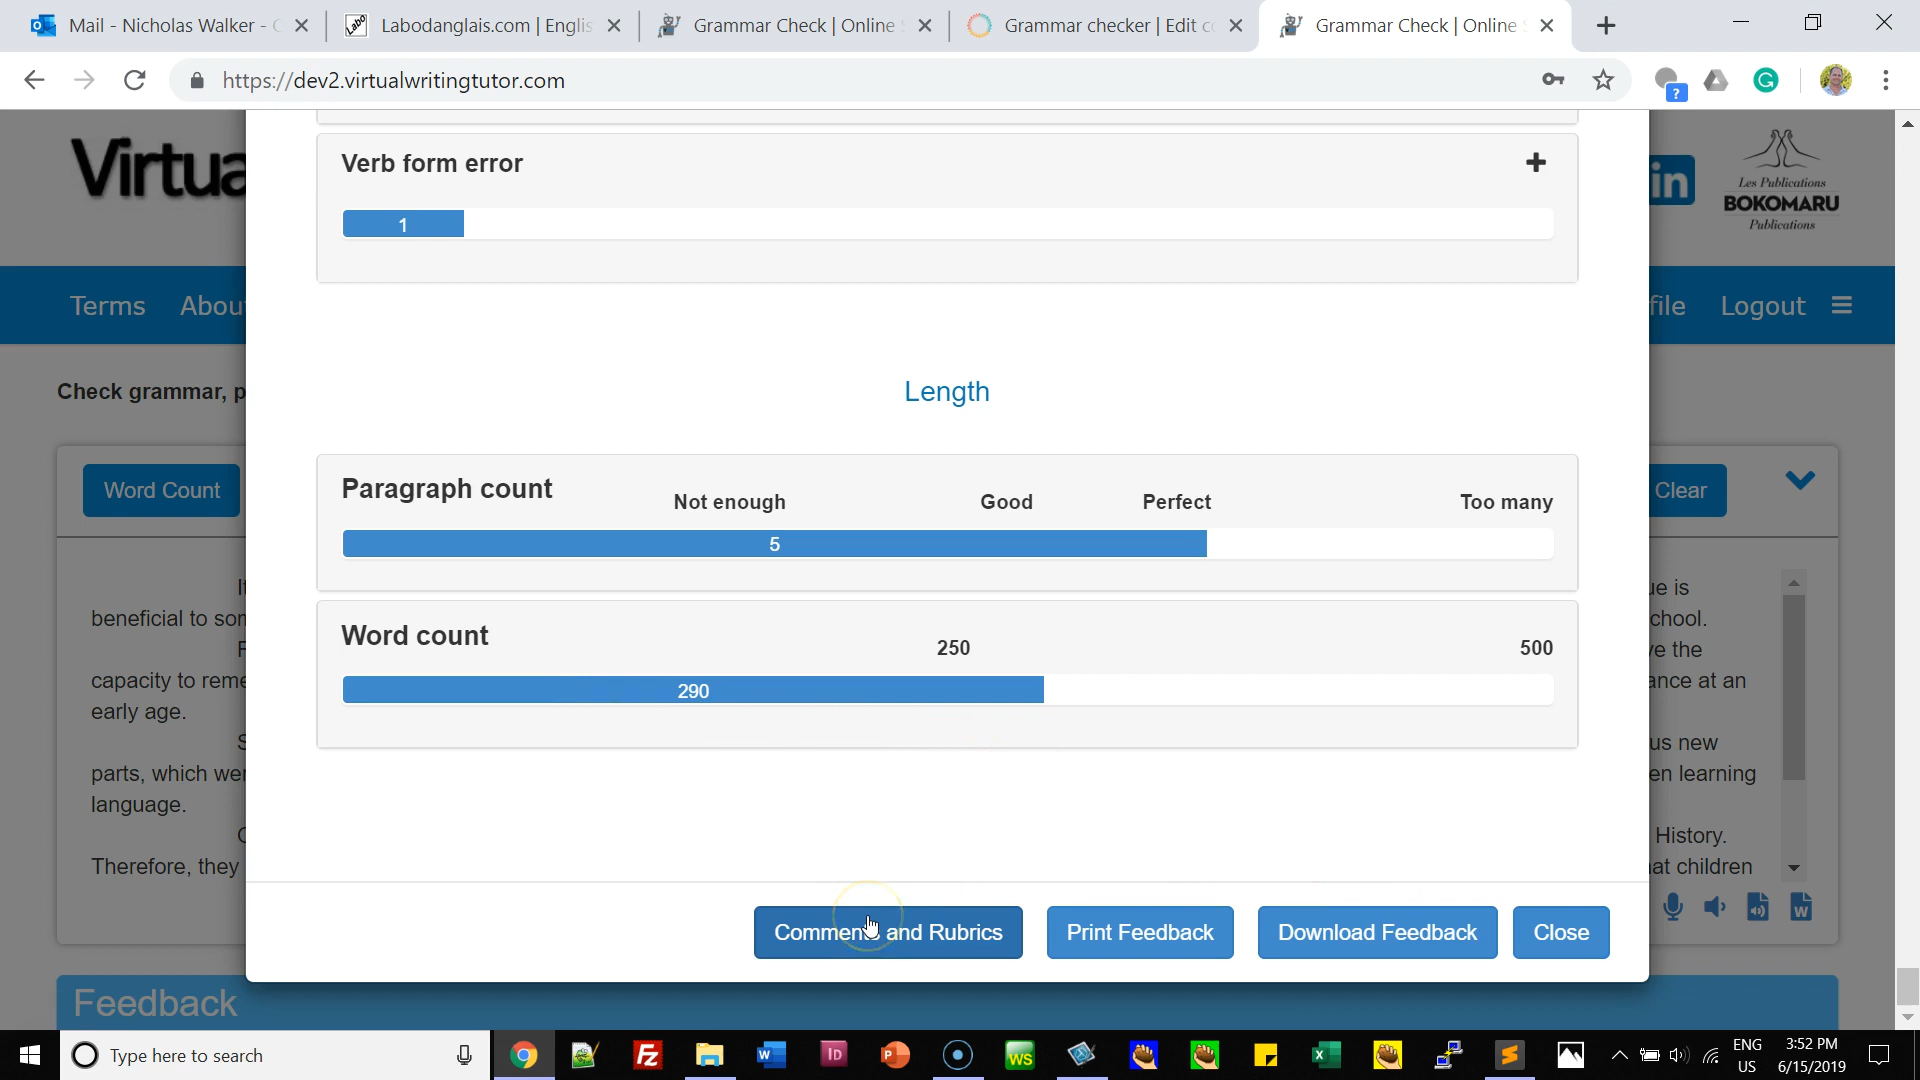 Mail - Nicholas Walker -
Labodanglais.com | Englis
Grammar Check | Online
Grammar checker | Edit c
Grammar Check | Online
https://dev2.virtualwritingtutor.com
?
G
Virtua
in
Les Publications
BOKOMARU
Publications
Terms
Abou
file
Logout
Check grammar, p
Word Count
Clear
Verb form error
1
Length
Paragraph count
Not enough
Good
Perfect
Too many
5
Word count
250
500
290
beneficial to som
capacity to reme
early age.
parts, which wer
language.
Therefore, they
ue is
chool.
ve the
ance at an
us new
en learning
History.
at children
Comments and Rubrics
Print Feedback
Download Feedback
Close
Feedback
Type here to search
ENG
US
3:52 PM
6/15/2019